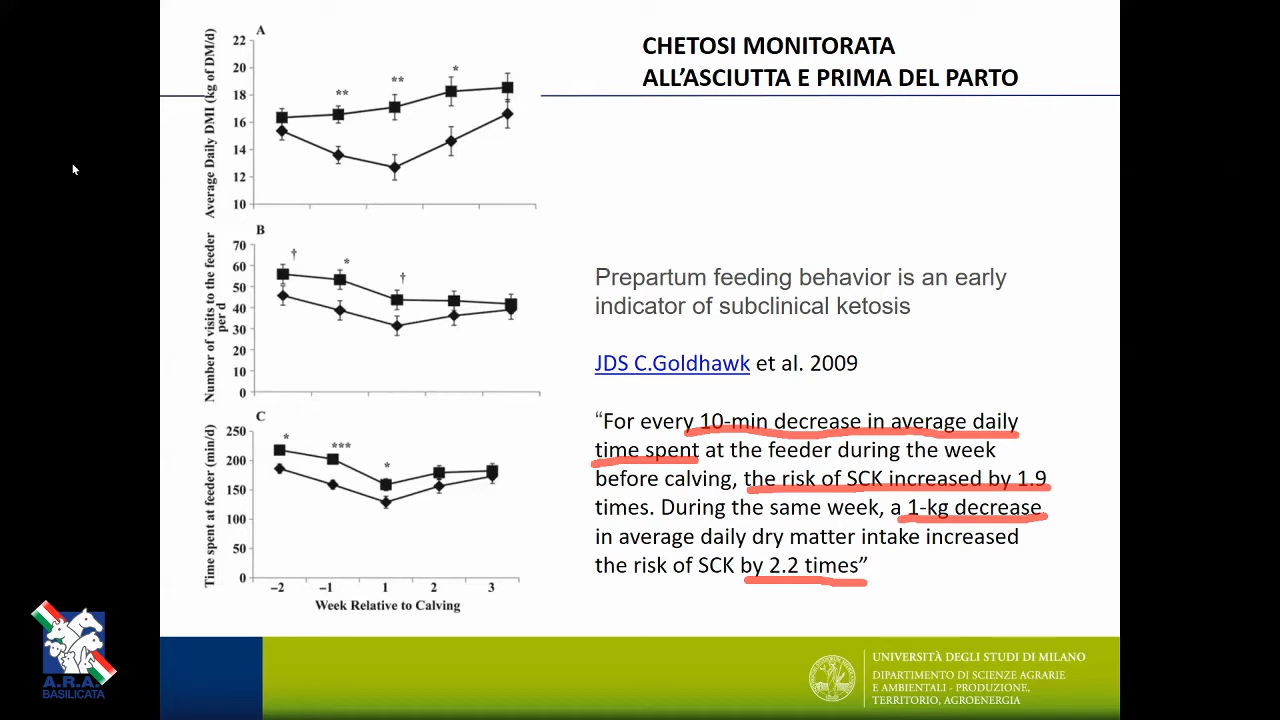 CHETOSI MONITORATA
ALL’ASCIUTTA E PRIMA DEL PARTO
A
Average Daily DMI (kg of DM/d)
22
20
18
16
14
12
10
**
**
*
B
Number of visits to the feeder
per d
70
60
50
40
30
20
10
0
†
*
†
C
Time spent at feeder (min/d)
250
200
150
100
50
0
*
***
*
−2
−1
1
2
3
Week Relative to Calving
Prepartum feeding behavior is an early
indicator of subclinical ketosis
JDS C.Goldhawk et al. 2009
“For every 10-min decrease in average daily
time spent at the feeder during the week
before calving, the risk of SCK increased by 1.9
times. During the same week, a 1-kg decrease
in average daily dry matter intake increased
the risk of SCK by 2.2 times”
A.R.A.
BASILICATA
UNIVERSITÀ DEGLI STUDI DI MILANO
DIPARTIMENTO DI SCIENZE AGRARIE
E AMBIENTALI - PRODUZIONE,
TERRITORIO, AGROENERGIA